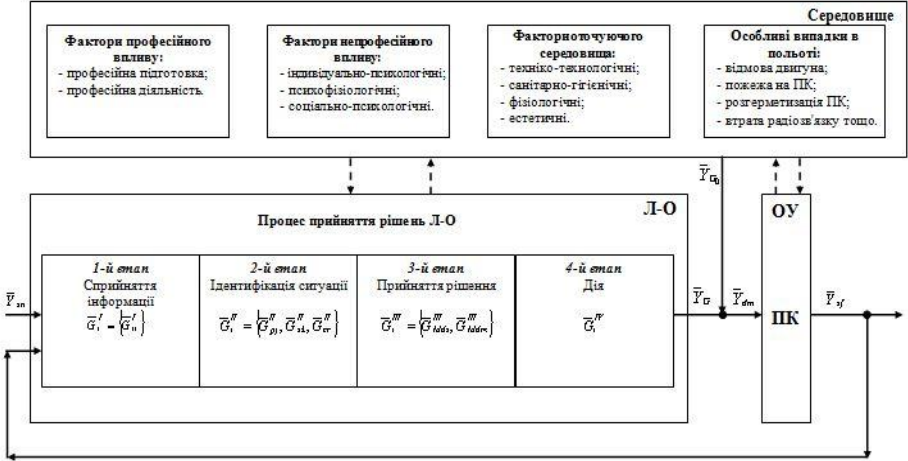 Середовище
Фактори професійного
впливу:
- професійна підготовка;
- професійна діяльність.
Фактори непрофесійного
впливу:
- індивідуально-психологічні;
- психофізіологічні;
- соціально-психологічні.
Факториоточуючого
середовища:
- техніко-технологічні;
- санітарно-гігієнічні;
- фізіологічні;
- естетичні.
Особливі випадки в
польоті:
- відмова двигуна;
- пожежа на ПК;
- розгерметизація ПК;
- втрата радіозв'язку тощо.
Л-О
Процес прийняття рішень Л-О
1-й етап
Сприйняття
інформації
2-й етап
Ідентифікація ситуації
3-й етап
Прийняття рішення
4-й етап
Дія
ОУ
ПК